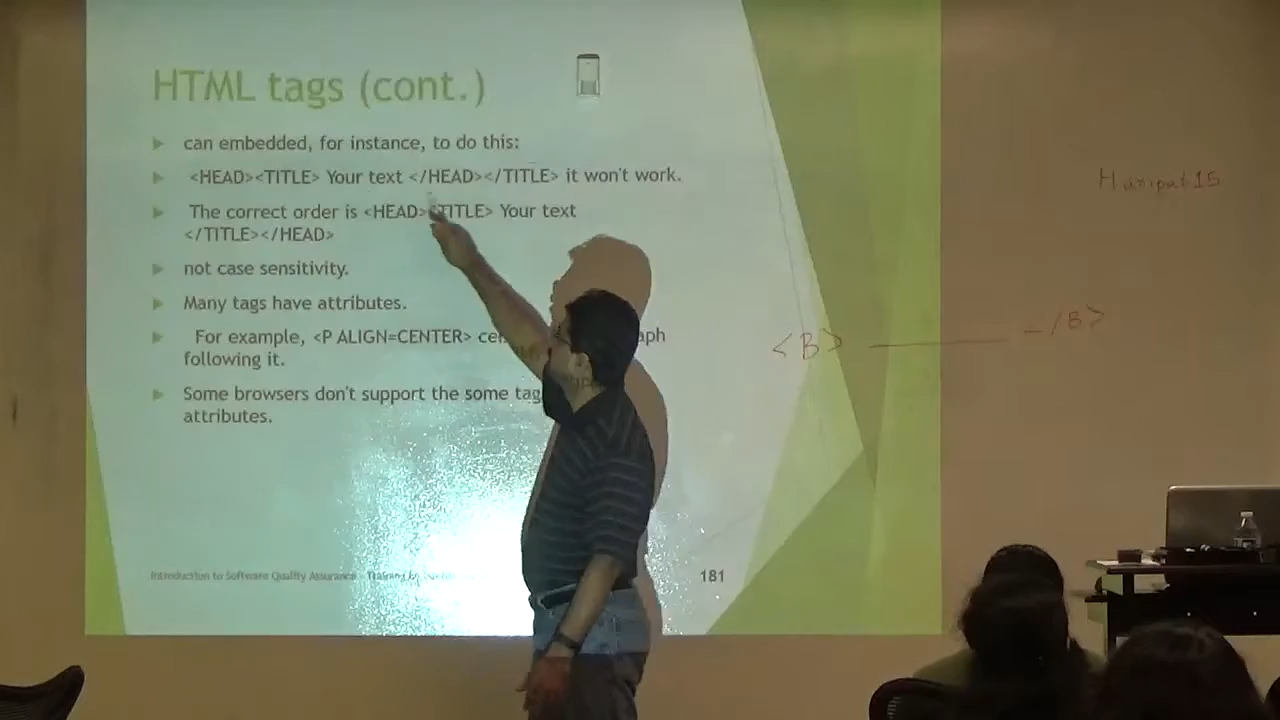 HTML tags (cont.)
can embedded, for instance, to do this:
<HEAD><TITLE> Your text </HEAD></TITLE> it won't work.
The correct order is <HEAD><TITLE> Your text
</TITLE></HEAD>
not case sensitivity.
Many tags have attributes.
For example, <P ALIGN=CENTER>
following it.
Some browsers don't support the some
attributes.
Introduction to Software Quality Assurance - Training by
181
<B> /B>